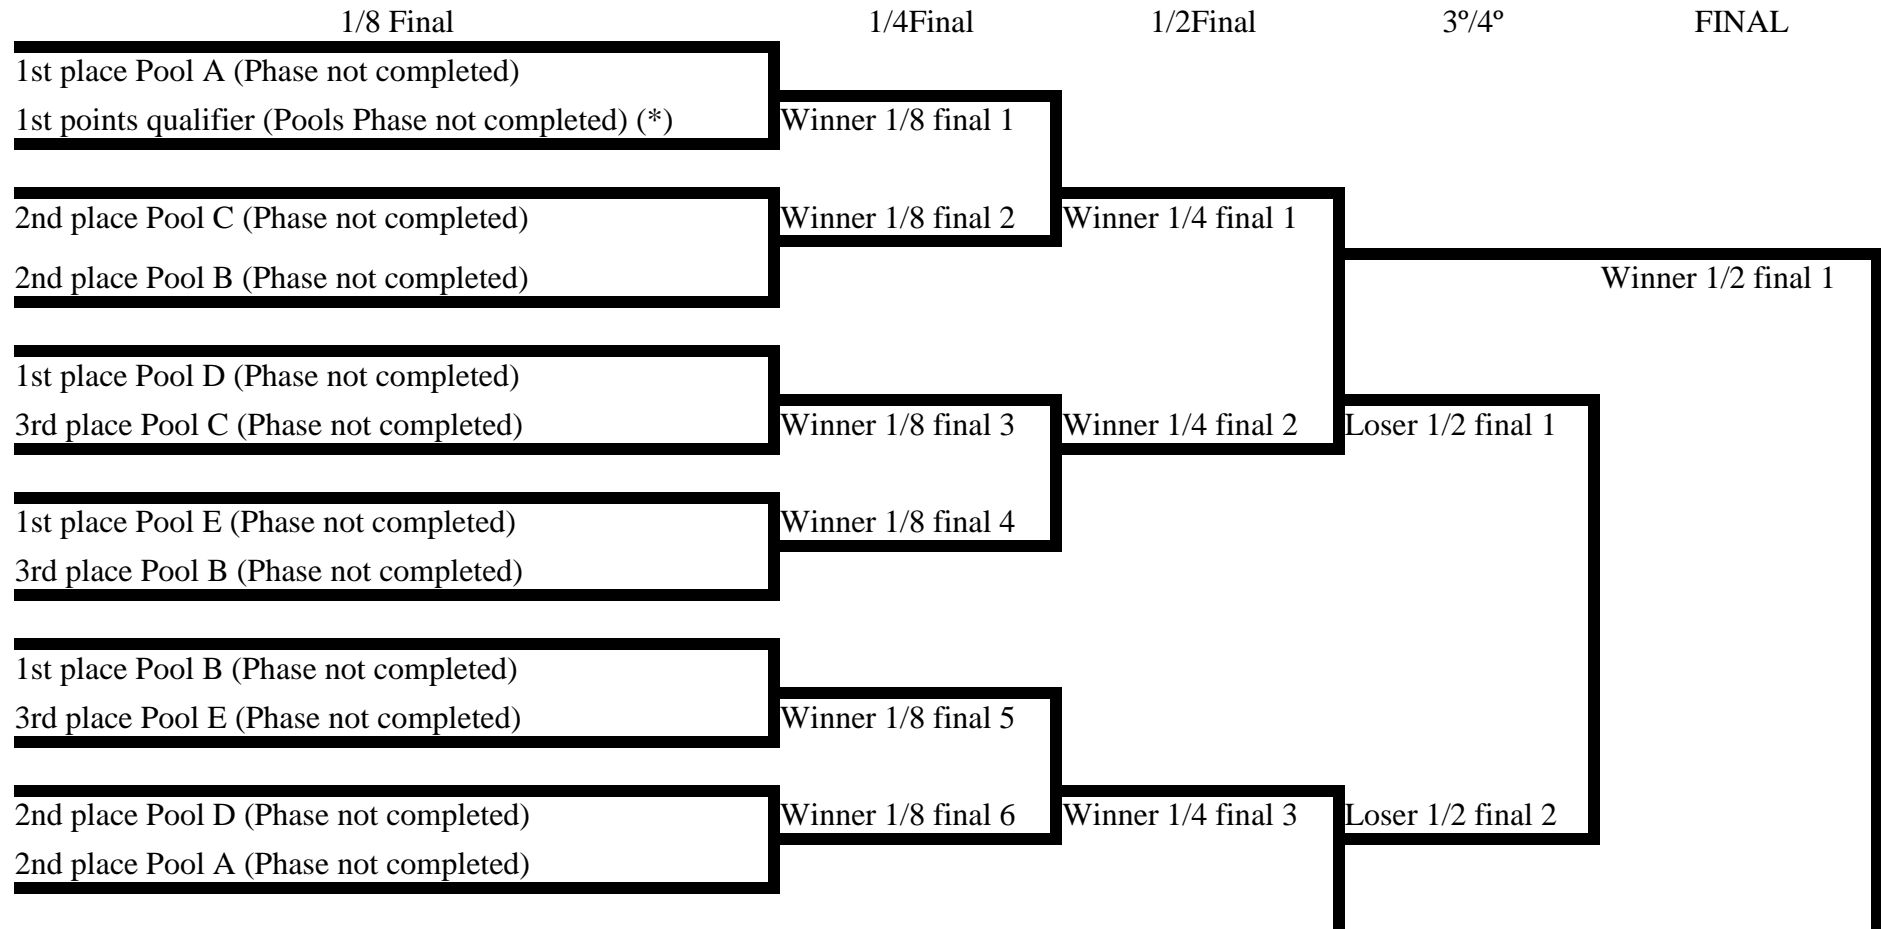 1/8 Final 1/4Final 1/2Final 3º/4º FINAL
1st place Pool A (Phase not completed)
1st points qualifier (Pools Phase not completed) (*) Winner 1/8 final 1
2nd place Pool C (Phase not completed) Winner 1/8 final 2 Winner 1/4 final 1
2nd place Pool B (Phase not completed) Winner 1/2 final 1
1st place Pool D (Phase not completed)
3rd place Pool C (Phase not completed) Winner 1/8 final 3 Winner 1/4 final 2 Loser 1/2 final 1
1st place Pool E (Phase not completed) Winner 1/8 final 4
3rd place Pool B (Phase not completed)
1st place Pool B (Phase not completed)
3rd place Pool E (Phase not completed) Winner 1/8 final 5
2nd place Pool D (Phase not completed) Winner 1/8 final 6 Winner 1/4 final 3 Loser 1/2 final 2
2nd place Pool A (Phase not completed)